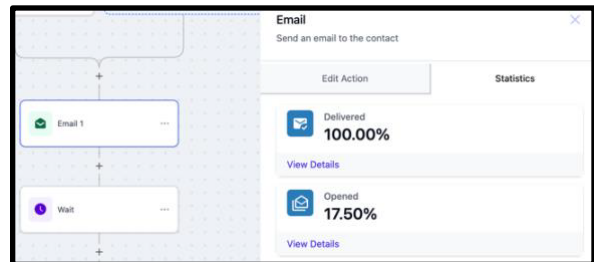 Email
Send an email to the contact
Edit Action
Statistics
Email 1
Delivered
100.00%
View Details
Wait
Opened
17.50%
View Details